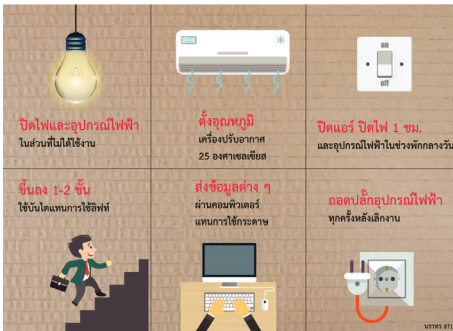 on
off
ปิดไฟและอุปกรณ์ไฟฟ้า
ในส่วนที่ไม่ได้ใช้งาน
ตั้งอุณหภูมิ
เครื่องปรับอากาศ
25 องศาเซลเซียส
ปิดแอร์ ปิดไฟ 1 ชม.
และอุปกรณ์ไฟฟ้าในช่วงพักกลางวัน
ขึ้นลง 1-2 ชั้น
ใช้บันไดแทนการใช้ลิฟท์
ส่งข้อมูลต่าง ๆ
ผ่านคอมพิวเตอร์
แทนการใช้กระดาษ
ถอดปลั๊กอุปกรณ์ไฟฟ้า
ทุกครั้งหลังเลิกงาน